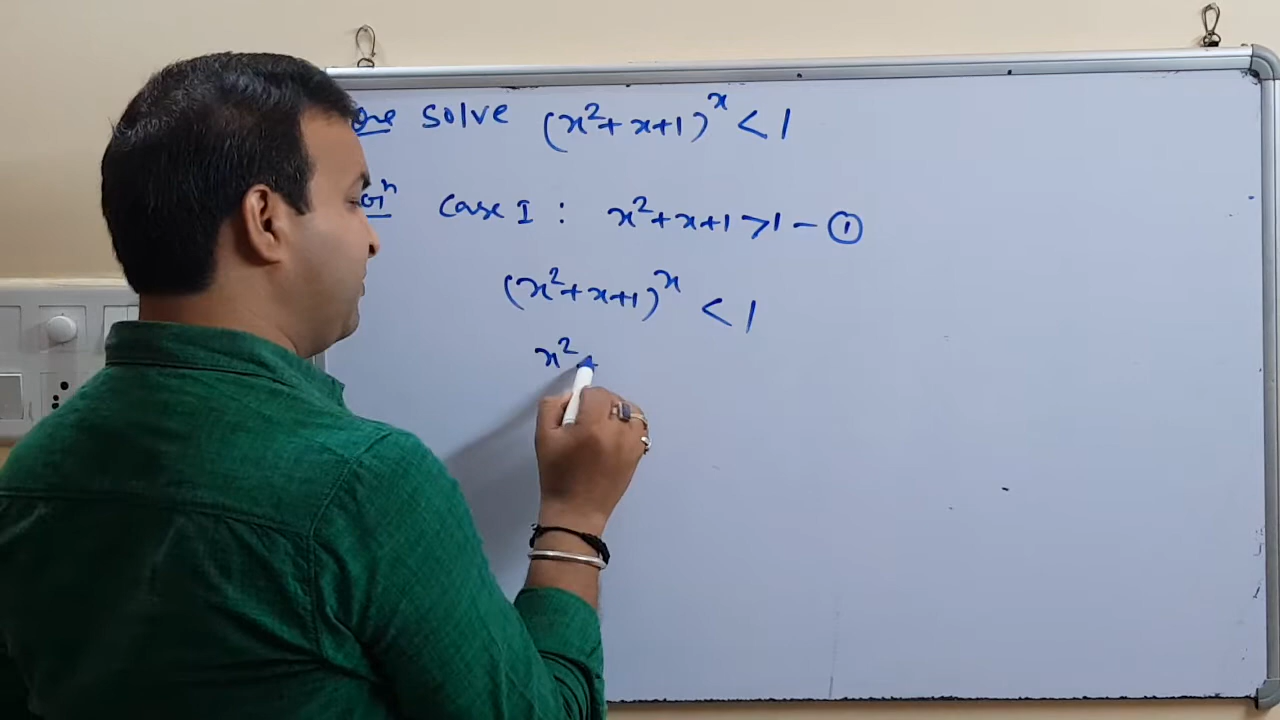 solve (x²+x+1)ˣ < 1
Case I : x²+x+1 > 1 – ①
(x²+x+1)ˣ < 1
x²+